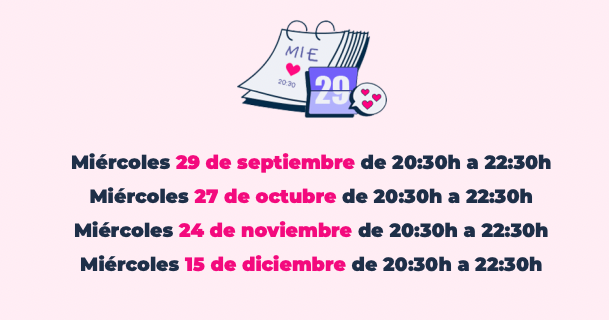 MIE
20:30
29
Miércoles 29 de septiembre de 20:30h a 22:30h
Miércoles 27 de octubre de 20:30h a 22:30h
Miércoles 24 de noviembre de 20:30h a 22:30h
Miércoles 15 de diciembre de 20:30h a 22:30h